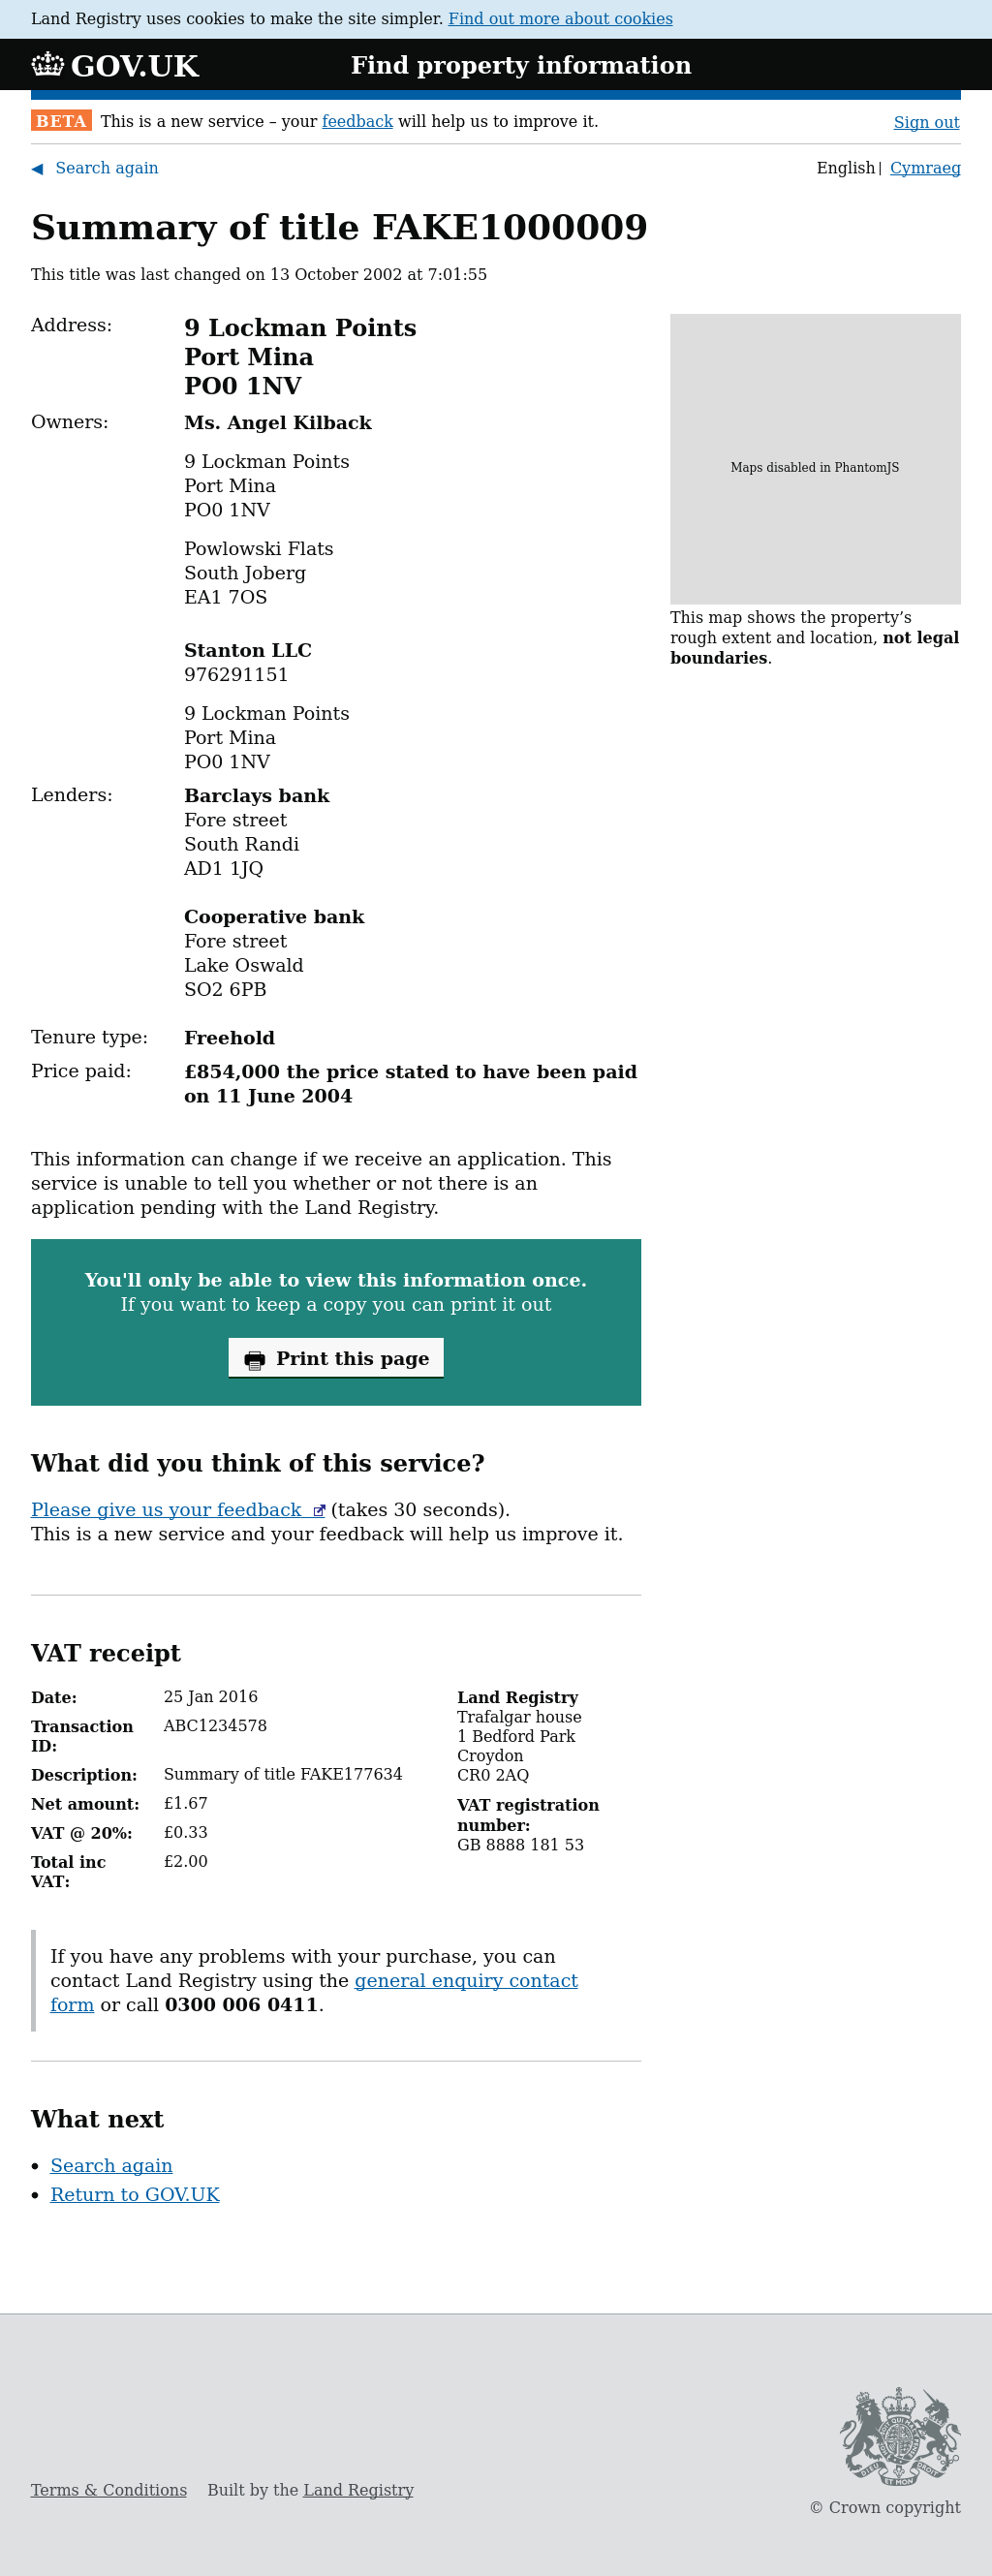 Land Registry uses cookies to make the site simpler. Find out more about cookies
GOV.UK
Find property information
BETA This is a new service – your feedback will help us to improve it.
Sign out
◀ Search again
English | Cymraeg
Summary of title FAKE1000009
This title was last changed on 13 October 2002 at 7:01:55
Address:
9 Lockman Points
Port Mina
PO0 1NV
Owners:
Ms. Angel Kilback
9 Lockman Points
Port Mina
PO0 1NV
Powlowski Flats
South Joberg
EA1 7OS
Stanton LLC
976291151
9 Lockman Points
Port Mina
PO0 1NV
Maps disabled in PhantomJS
This map shows the property’s
rough extent and location, not legal
boundaries.
Lenders:
Barclays bank
Fore street
South Randi
AD1 1JQ
Cooperative bank
Fore street
Lake Oswald
SO2 6PB
Tenure type:
Freehold
Price paid:
£854,000 the price stated to have been paid
on 11 June 2004
This information can change if we receive an application. This
service is unable to tell you whether or not there is an
application pending with the Land Registry.
You'll only be able to view this information once.
If you want to keep a copy you can print it out
Print this page
What did you think of this service?
Please give us your feedback (takes 30 seconds).
This is a new service and your feedback will help us improve it.
VAT receipt
Date: 25 Jan 2016
Transaction ABC1234578
ID:
Description: Summary of title FAKE177634
Net amount: £1.67
VAT @ 20%: £0.33
Total inc £2.00
VAT:
Land Registry
Trafalgar house
1 Bedford Park
Croydon
CR0 2AQ
VAT registration
number:
GB 8888 181 53
If you have any problems with your purchase, you can
contact Land Registry using the general enquiry contact
form or call 0300 006 0411.
What next
• Search again
• Return to GOV.UK
Terms & Conditions Built by the Land Registry
© Crown copyright